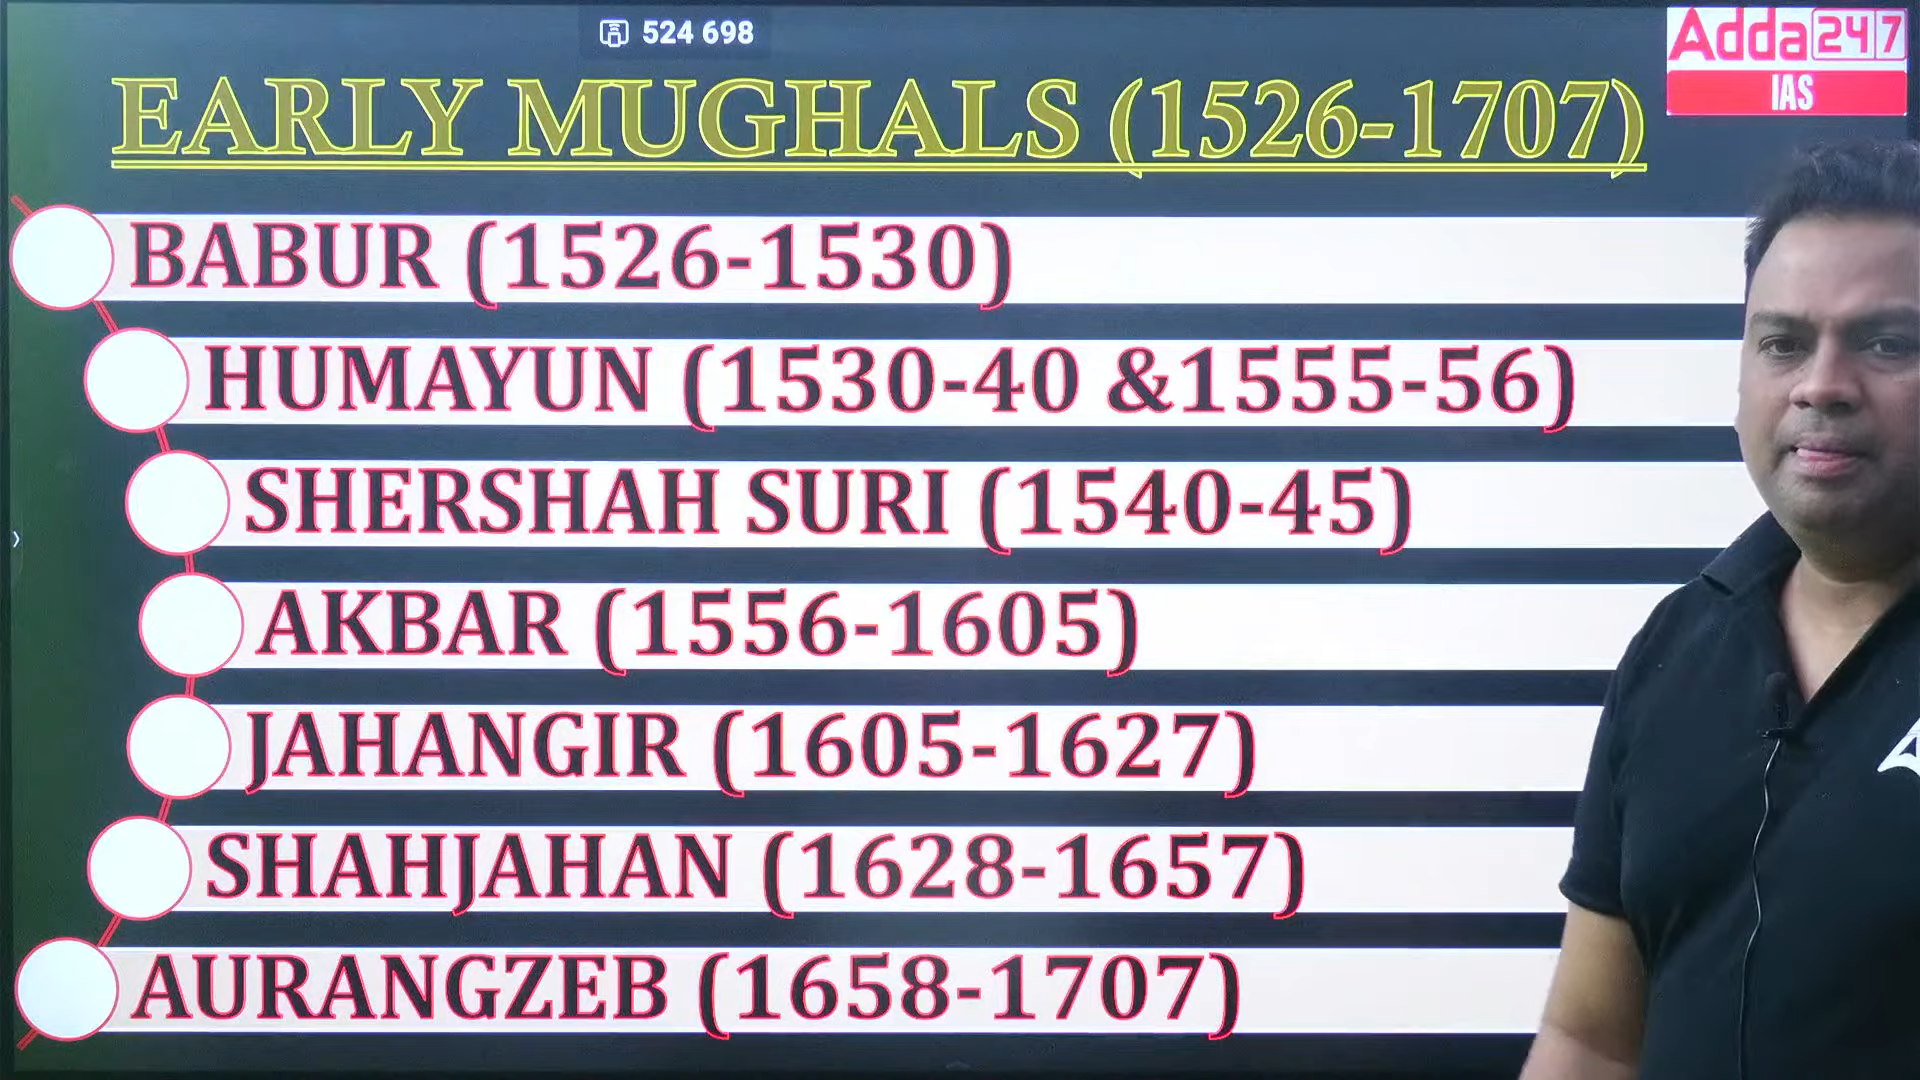 524 698
Adda247
IAS
EARLY MUGHALS (1526-1707)
BABUR (1526-1530)
HUMAYUN (1530-40 &1555-56)
SHERSHAH SURI (1540-45)
AKBAR (1556-1605)
JAHANGIR (1605-1627)
SHAHJAHAN (1628-1657)
AURANGZEB (1658-1707)